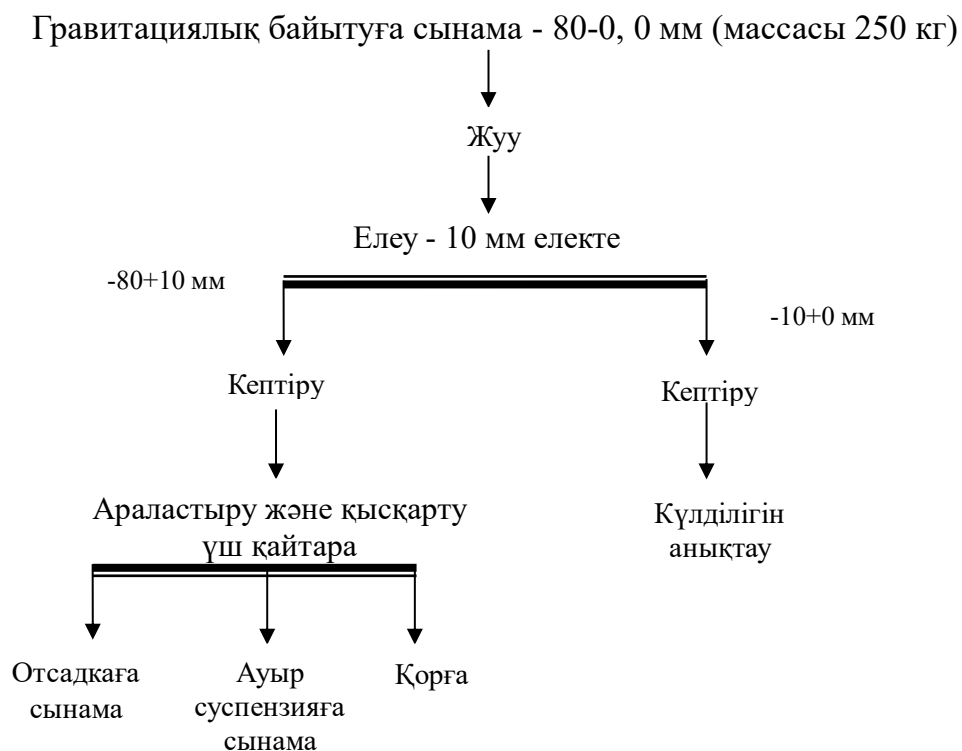 Гравитациялық байытуға сынама - 80-0, 0 мм (массасы 250 кг)
Жуу
Елеу - 10 мм електе
-80+10 мм
-10+0 мм
Кептіру
Кептіру
Араластыру және қысқарту
үш қайтара
Күлділігін
анықтау
Отсадкаға
сынама
Ауыр
суспензияға
сынама
Қорға